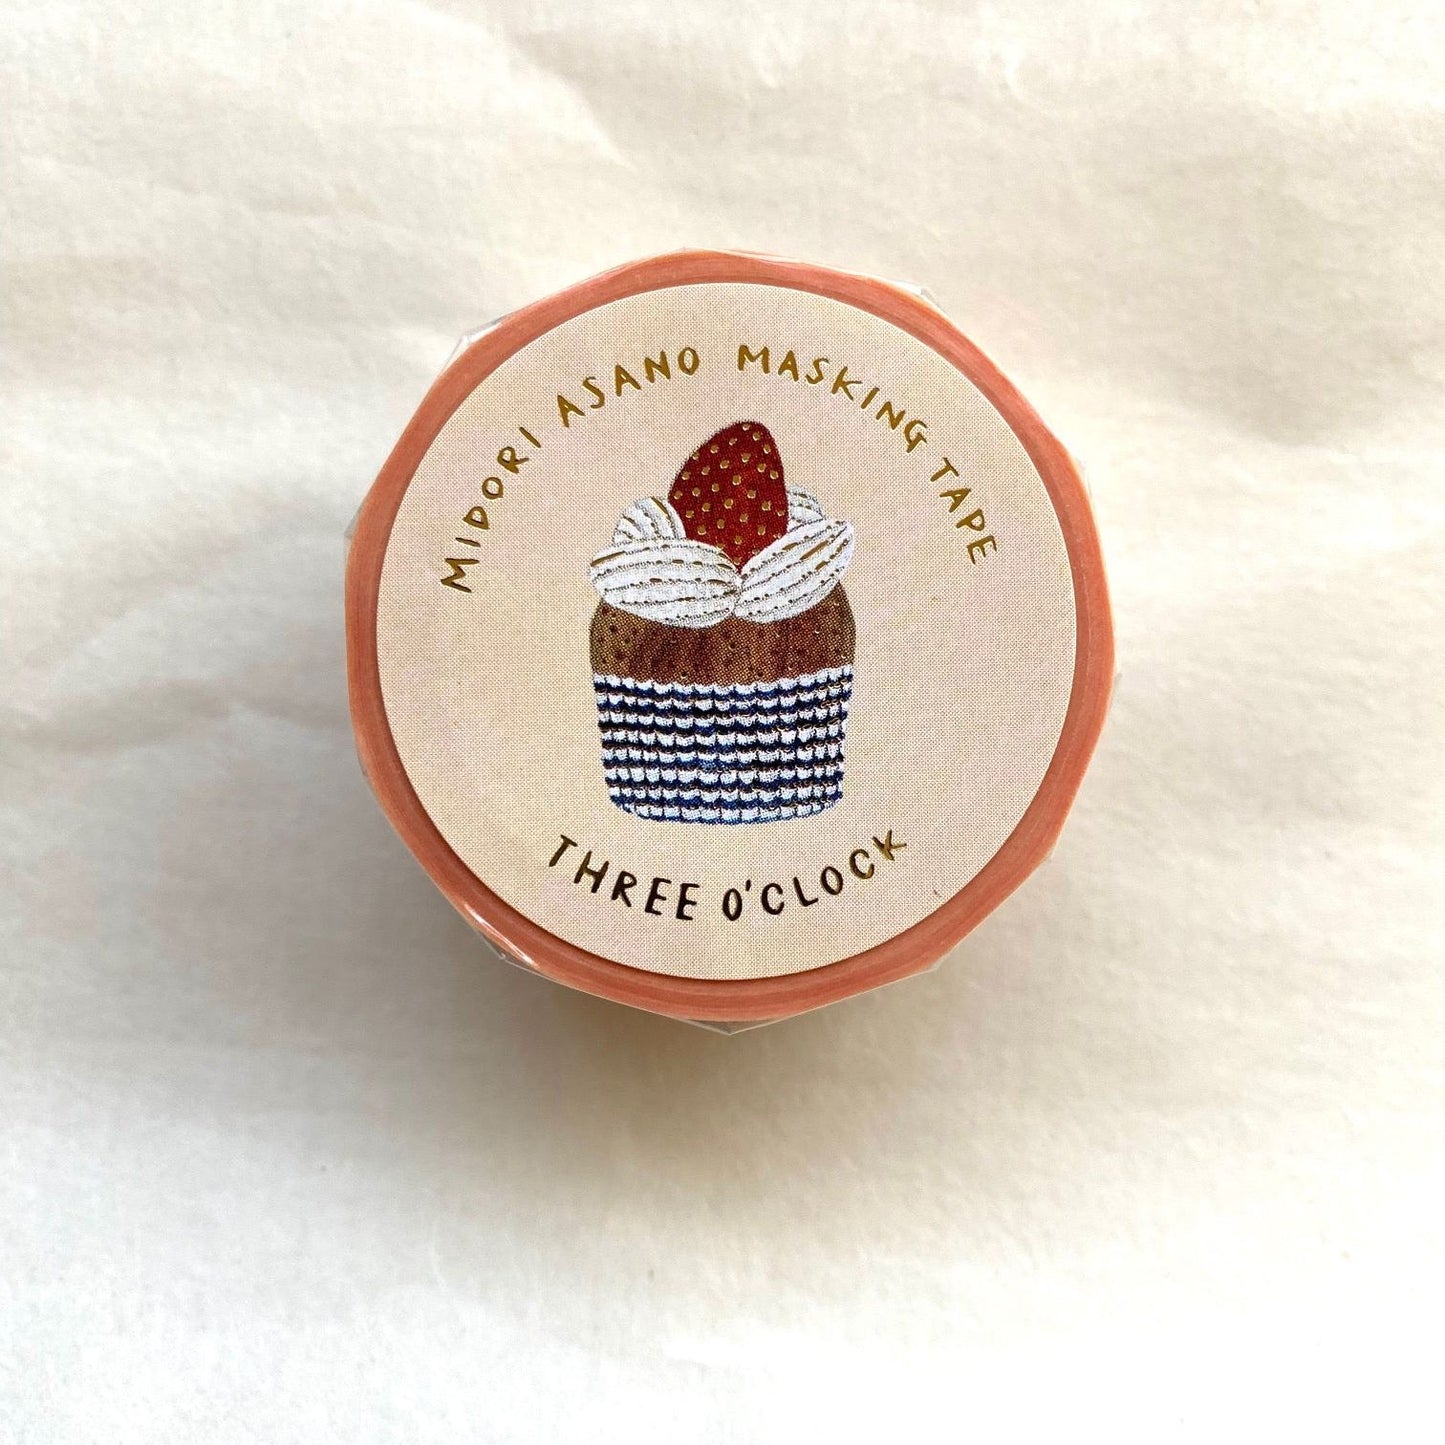 MIDORI ASANO MASKING TAPE
THREE O'CLOCK